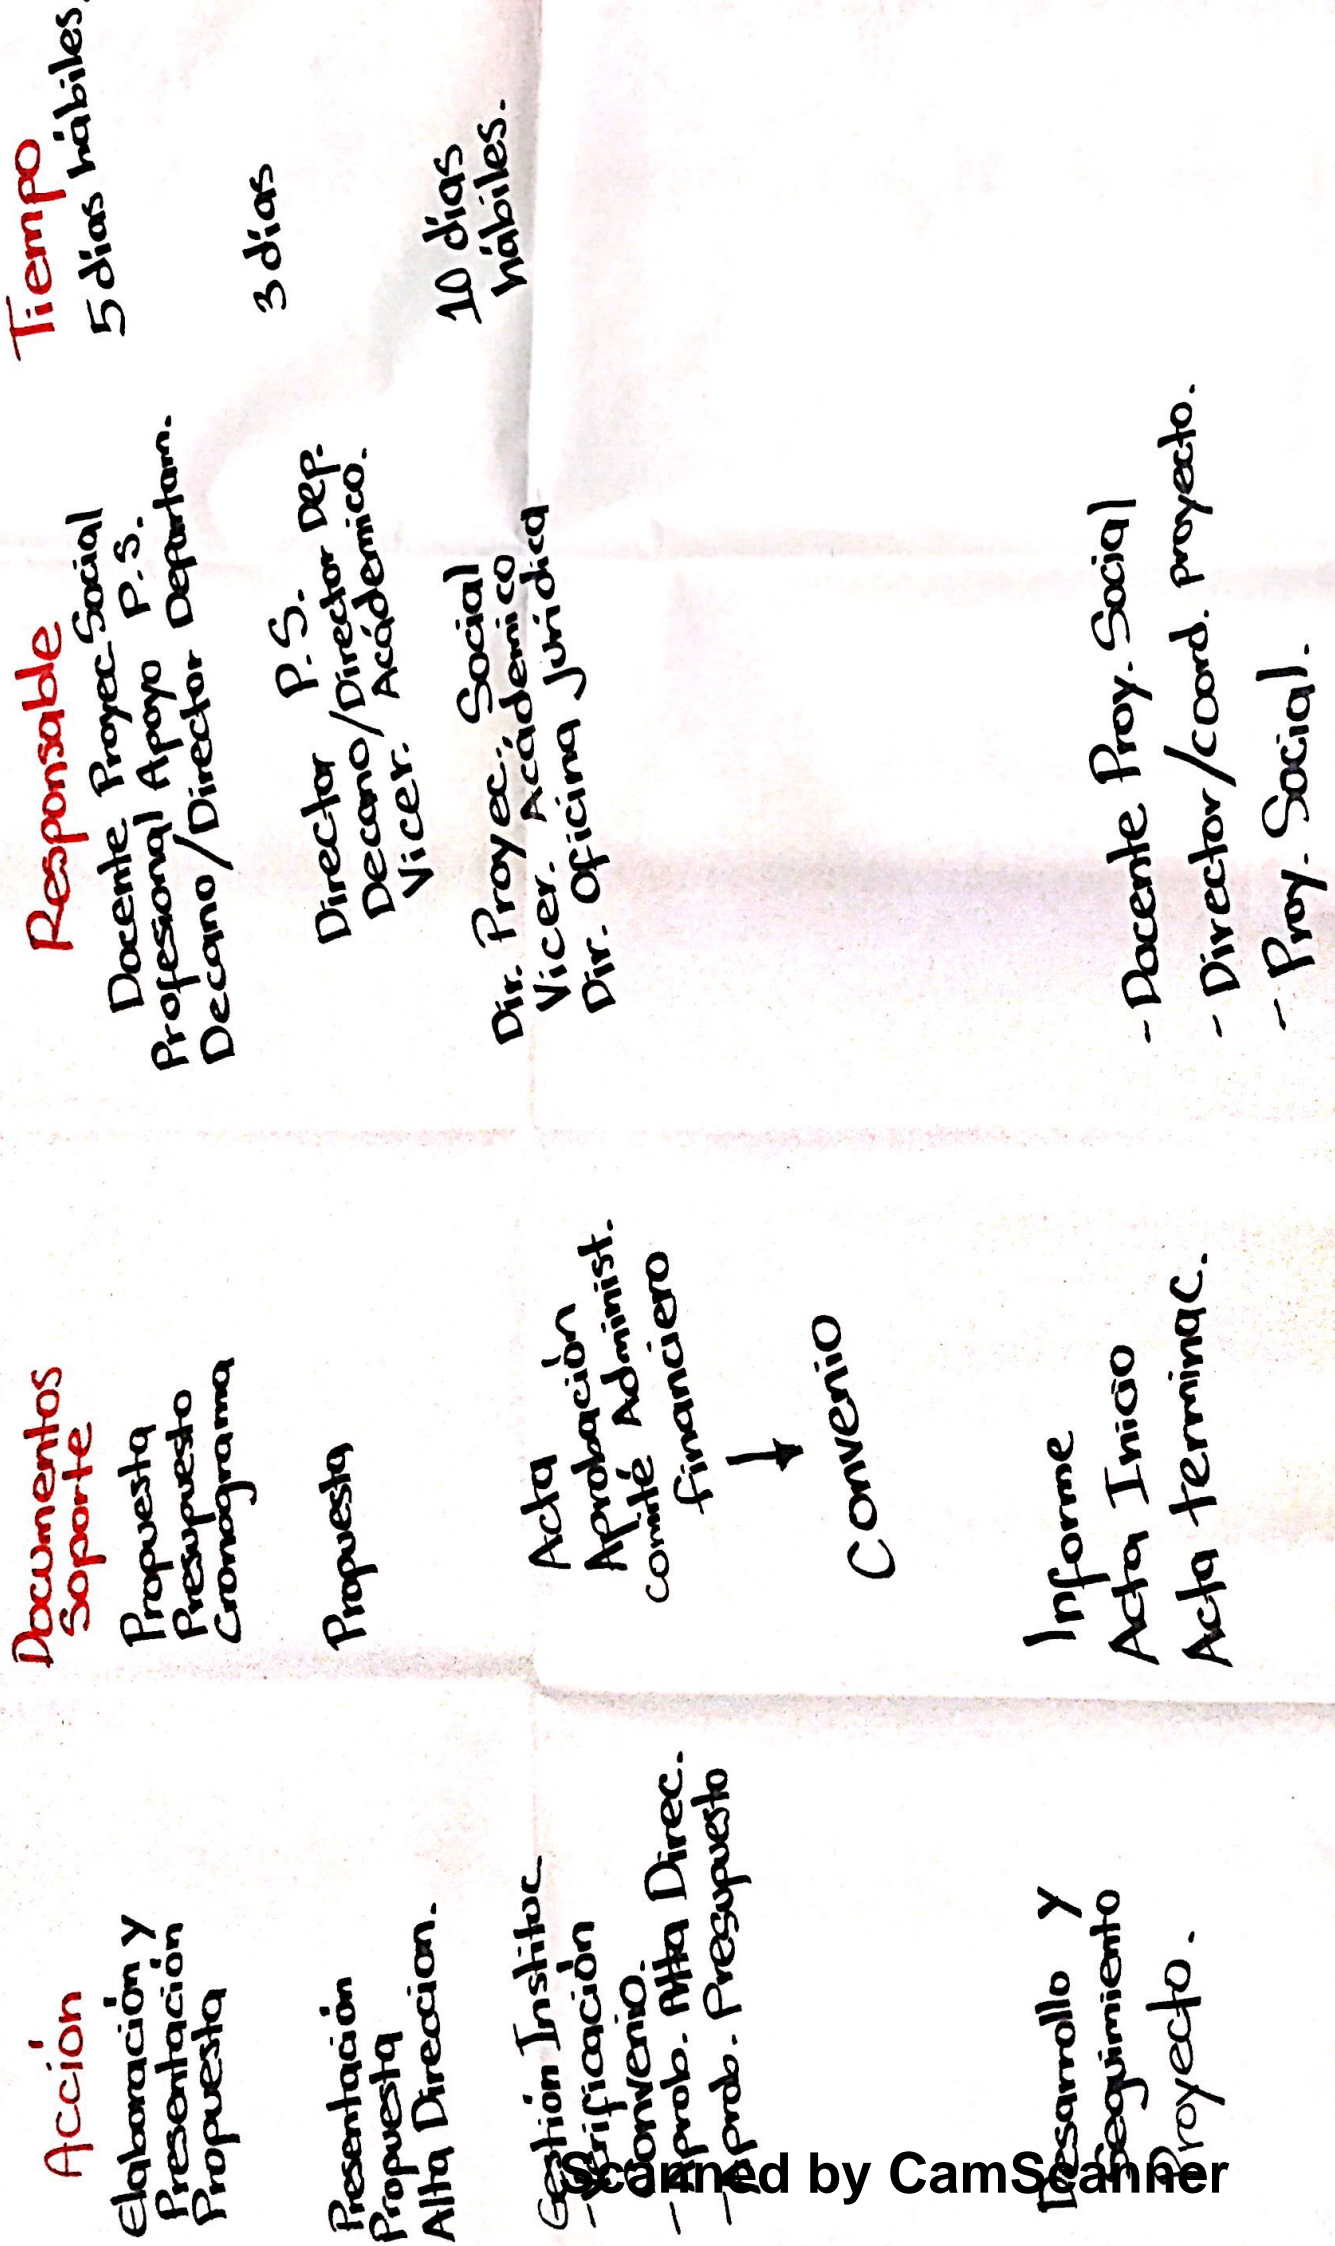 Acción
Elaboración y
Presentación
Propuesta
Presentación
Propuesta
Alta Direccion.
Gestión Instituc.
- Verificación
convenio.
- Aprob. Alta Direc.
- Aprob. Presupuesto
Desarrollo y
Seguimiento
Proyecto.
Documentos
Soporte
Propuesta
Presupuesto
Cronograma
Propuesta
Acta
Aprobación
comité Administ.
financiero
↓
Convenio
Informe
Acta Inicio
Acta terminac.
Responsable
Docente Proyec. Social
Profesional Apoyo P.S.
Decano/Director Departam.
Director P.S.
Decano/Director Dep.
Vicer. Acádemico.
Dir. Proyec. Social
Vicer. Acádemico
Dir. Oficina Jurídica
- Docente Proy. Social
- Director/coord. proyecto.
- Proy. Social.
Tiempo
5 días hábiles.
3 días
10 días
hábiles.
Scanned by CamScanner